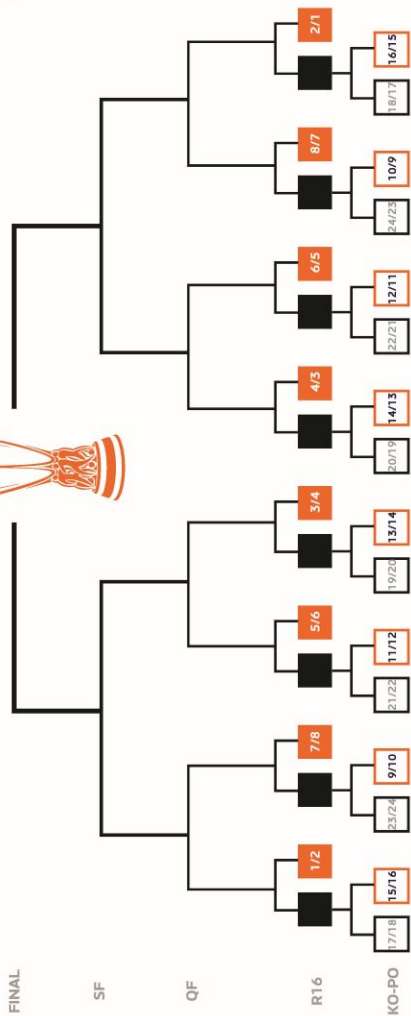 FINAL
SF
QF
R16 1/2 7/8 5/6 3/4 4/3 6/5 8/7 2/1
KO-PO 17/18 15/16 23/24 9/10 21/22 11/12 19/20 13/14 20/19 14/13 22/21 12/11 24/23 10/9 18/17 16/15